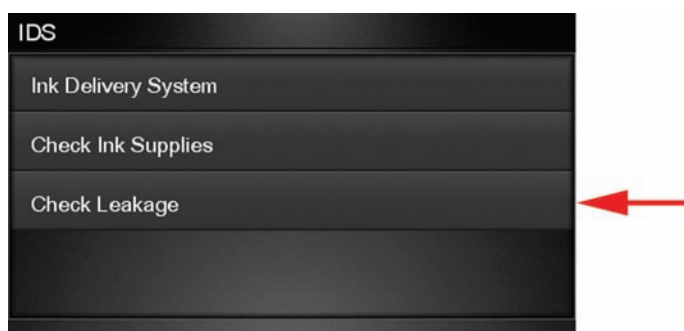 IDS
Ink Delivery System
Check Ink Supplies
Check Leakage